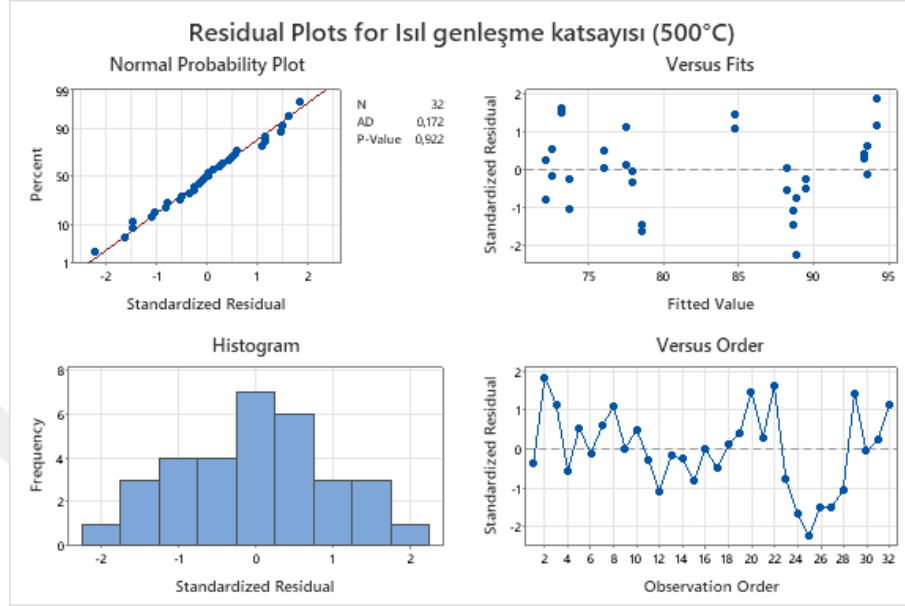 Residual Plots for Isıl genleşme katsayısı (500°C)
Normal Probability Plot
99
90
50
10
1
Percent
-2 -1 0 1 2
Standardized Residual
N 32
AD 0,172
P-Value 0,922
Versus Fits
2
1
0
-1
-2
Standardized Residual
75 80 85 90 95
Fitted Value
Histogram
8
6
4
2
0
Frequency
-2 -1 0 1 2
Standardized Residual
Versus Order
2
1
0
-1
-2
Standardized Residual
2 4 6 8 10 12 14 16 18 20 22 24 26 28 30 32
Observation Order